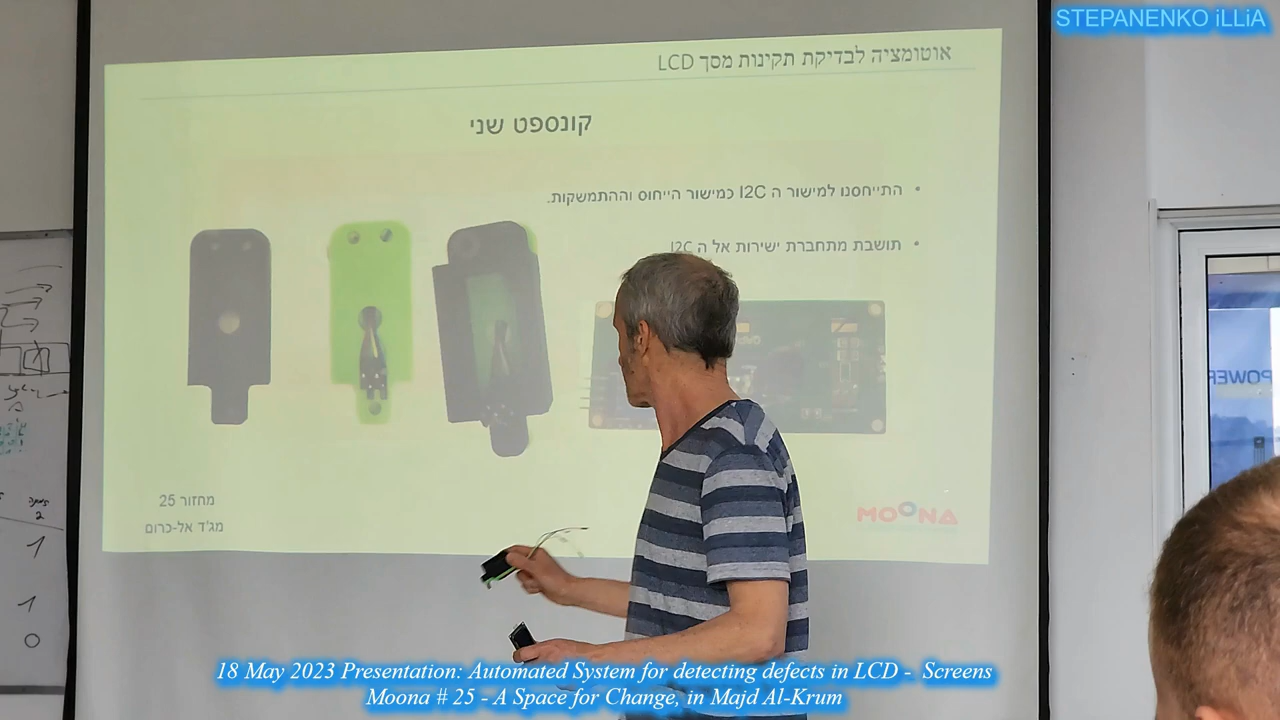 STEPANENKO iLLiA
אוטומציה לבדיקת תקינות מסך LCD
קונספט שני
• התייחסנו למישור ה I2C כמישור הייחוס וההתמשקות.
• תושבת מתחברת ישירות אל ה I2C
מחזור 25
מג'ד אל-כרום
MOONA
POWER
18 May 2023 Presentation: Automated System for detecting defects in LCD - Screens
Moona # 25 - A Space for Change, in Majd Al-Krum